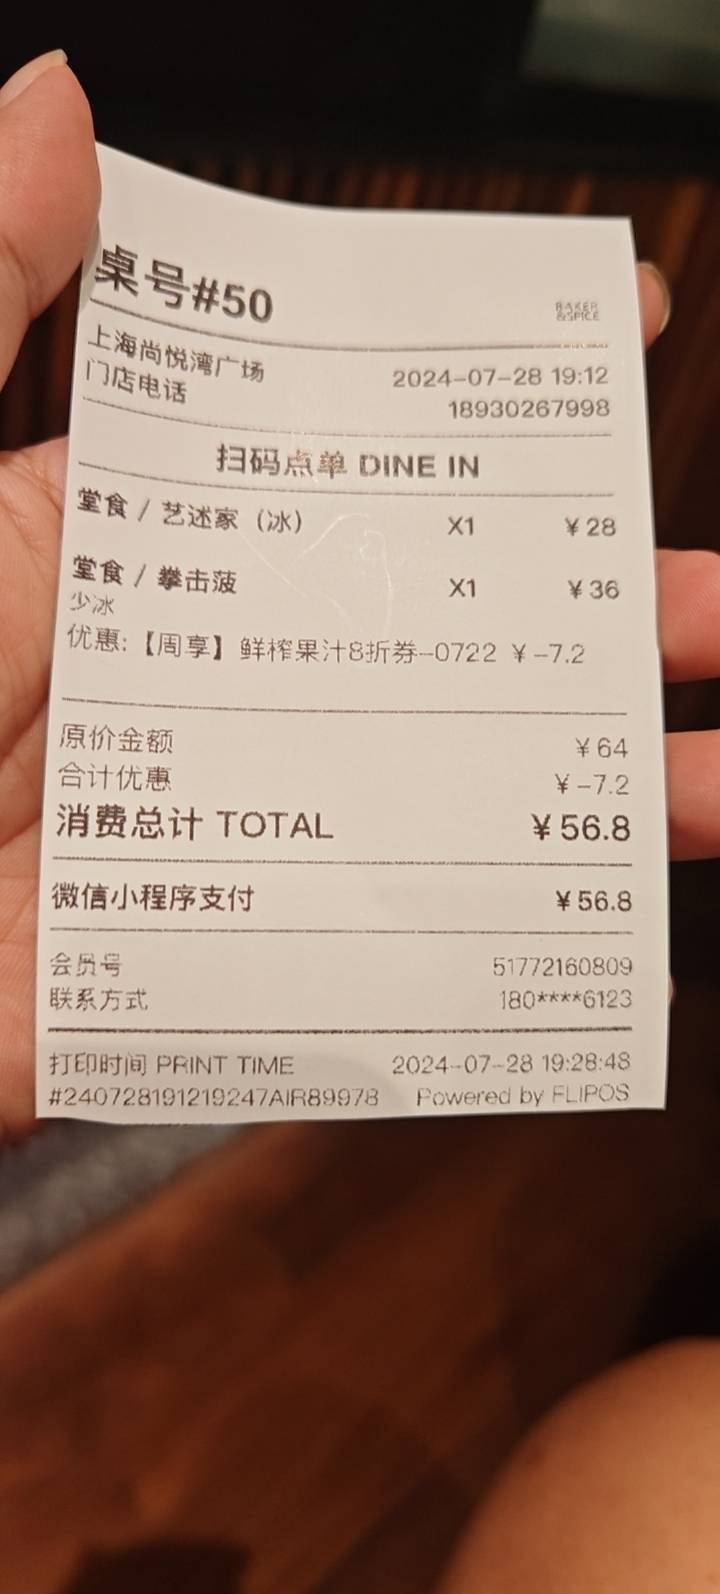 桌号#50
BAKER
&SPICE
上海尚悦湾广场 2024-07-28 19:12
门店电话 18930267998
扫码点单 DINE IN
堂食 / 艺述家（冰） X1 ¥28
堂食 / 拳击菠 X1 ¥36
少冰
优惠:【周享】鲜榨果汁8折券-0722 ¥-7.2
原价金额 ¥64
合计优惠 ¥-7.2
消费总计 TOTAL ¥56.8
微信小程序支付 ¥56.8
会员号 51772160809
联系方式 180****6123
打印时间 PRINT TIME 2024-07-28 19:28:48
#240728191219247AIR89978 Powered by FLIPOS